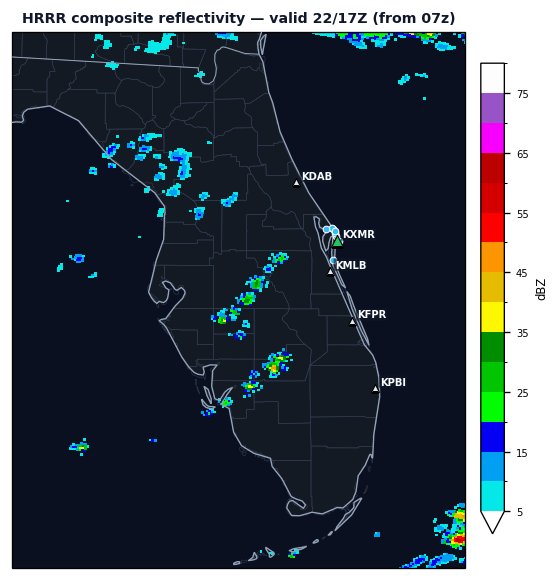 HRRR composite reflectivity — valid 22/17Z (from 07z)
KDAB
KXMR
KMLB
KFPR
KPBI
75
65
55
45
35
25
15
5
dBZ